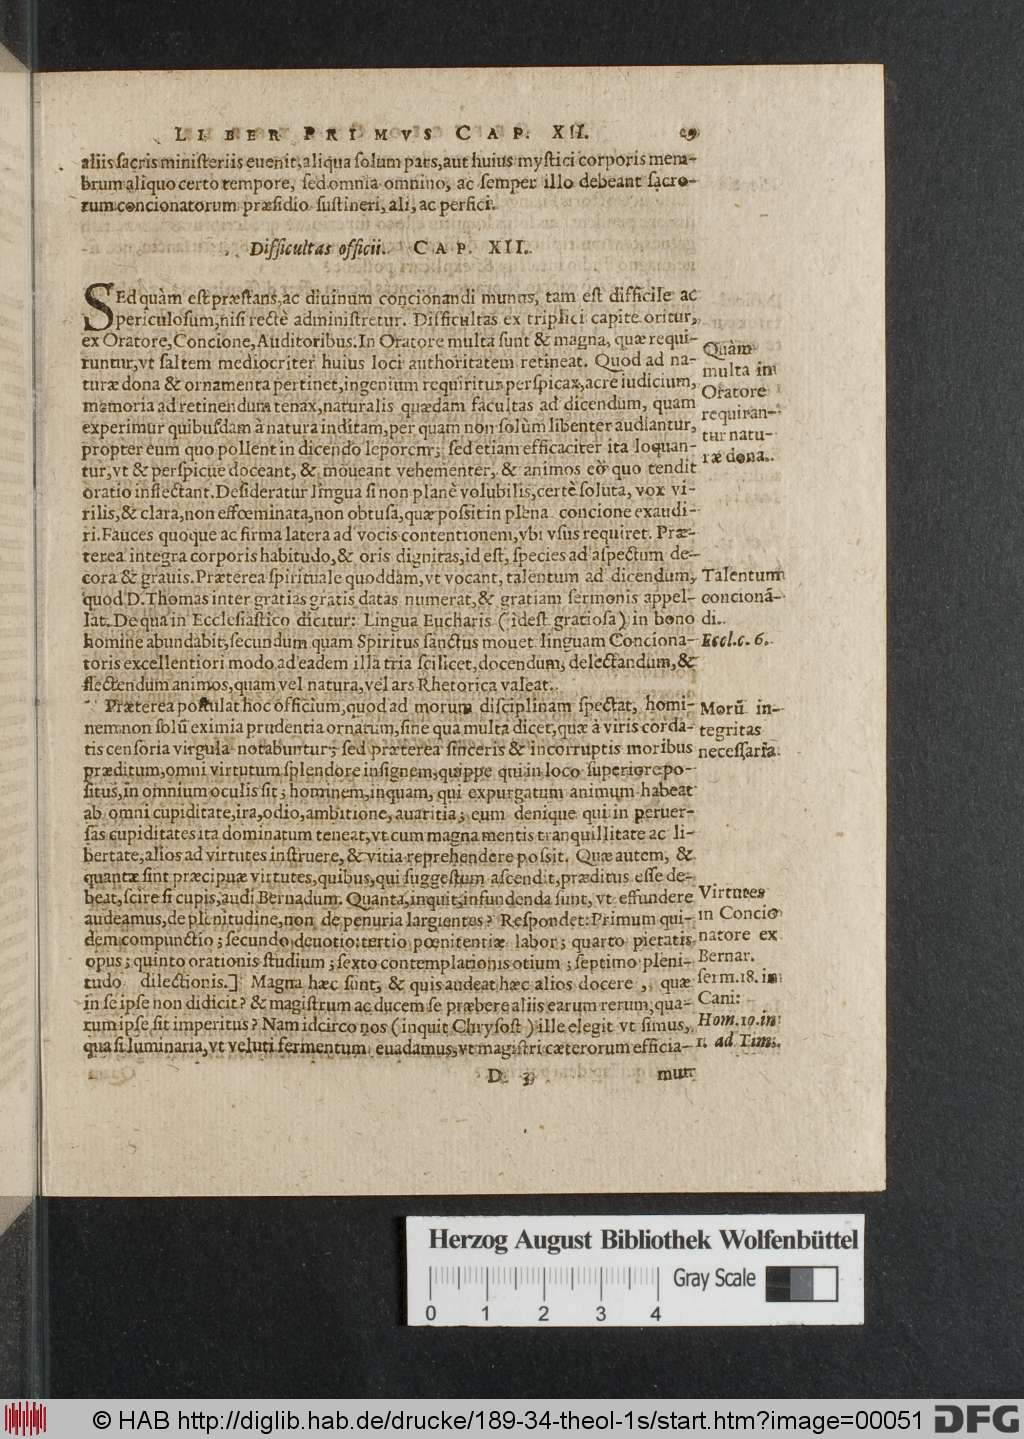 LIBER PRIMVS CAP. XII. 29
aliis sacris ministeriis euenit, aliqua solum pars, aut huius mystici corporis mem-
brum aliquo certo tempore, sed omnia omnino, ac semper illo debeant sacro-
rum concionatorum præsidio sustineri, ali, ac perfici.
Difficultas officii. CAP. XII.
SEd quàm est præstans, ac diuinum concionandi munus, tam est difficile ac
periculosum, nisi rectè administretur. Difficultas ex triplici capite oritur,
ex Oratore, Concione, Auditoribus. In Oratore multa sunt & magna, quæ requi-
runtur, vt saltem mediocriter huius loci authoritatem retineat. Quod ad na-
turæ dona & ornamenta pertinet, ingenium requiritur perspicax, acre iudicium,
memoria ad retinendum tenax, naturalis quædam facultas ad dicendum, quam
experimur quibusdam à natura inditam, per quam non solùm libenter audiantur,
propter eum quo pollent in dicendo leporem; sed etiam efficaciter ita loquan-
tur, vt & perspicue doceant, & moueant vehementer, & animos eò quo tendit
oratio inflectant. Desideratur lingua si non planè volubilis, certè soluta, vox vi-
rilis, & clara, non effœminata, non obtusa, quæ possit in plena concione exaudi-
ri. Fauces quoque ac firma latera ad vocis contentionem, vbi vsus requiret. Præ-
terea integra corporis habitudo, & oris dignitas, id est, species ad aspectum de-
cora & grauis. Præterea spirituale quoddam, vt vocant, talentum ad dicendum,
quod D. Thomas inter gratias gratis datas numerat, & gratiam sermonis appel-
lat. De qua in Ecclesiastico dicitur: Lingua Eucharis (idest gratiosa) in bono
homine abundabit, secundum quam Spiritus sanctus mouet linguam Conciona-
toris excellentiori modo ad eadem illa tria scilicet, docendum, delectandum, &
flectendum animos, quam vel natura, vel ars Rhetorica valeat.
Præterea postulat hoc officium, quod ad morum disciplinam spectat, homi-
nem non solũ eximia prudentia ornatum, sine qua multa dicet, quæ à viris corda-
tis censoria virgula notabuntur; sed præterea sinceris & incorruptis moribus
præditum, omni virtutum splendore insignem, quippe qui in loco superiore po-
situs, in omnium oculis sit; hominem, inquam, qui expurgatum animum habeat
ab omni cupiditate, ira, odio, ambitione, auaritia; eum denique qui in peruer-
sas cupiditates ita dominatum teneat, vt cum magna mentis tranquillitate ac li-
bertate, alios ad virtutes instruere, & vitia reprehendere possit. Quæ autem, &
quantæ sint præcipuæ virtutes, quibus, qui suggestum ascendit, præditus esse de-
beat, scire si cupis, audi Bernadum. Quanta, inquit, infundenda sunt, vt effundere
audeamus, de plenitudine, non de penuria largientes? Respondet: Primum qui-
dem compunctio; secundo deuotio; tertio pœnitentiæ labor; quarto pietatis
opus; quinto orationis studium; sexto contemplationis otium; septimo pleni-
tudo dilectionis.] Magna hæc sunt, & quis audeat hæc alios docere, quæ
in se ipse non didicit? & magistrum ac ducem se præbere aliis earum rerum, qua-
rum ipse sit imperitus? Nam idcirco nos (inquit Chrysost) ille elegit vt simus,
quasi luminaria, vt veluti fermentum euadamus, vt magistri cæterorum efficia-
D 3 mur
Quàm
multa in
Oratore
requiran-
tur natu-
ræ dona.
Talentum
concionã-
di.
Eccl. c. 6.
Morũ in-
tegritas
necessaria.
Virtutes
in Concio
natore ex
Bernar.
serm. 18. in
Cant:
Hom. 10. in
1. ad Tim.
Herzog August Bibliothek Wolfenbüttel
0 1 2 3 4
Gray Scale
© HAB http://diglib.hab.de/drucke/189-34-theol-1s/start.htm?image=00051
DFG